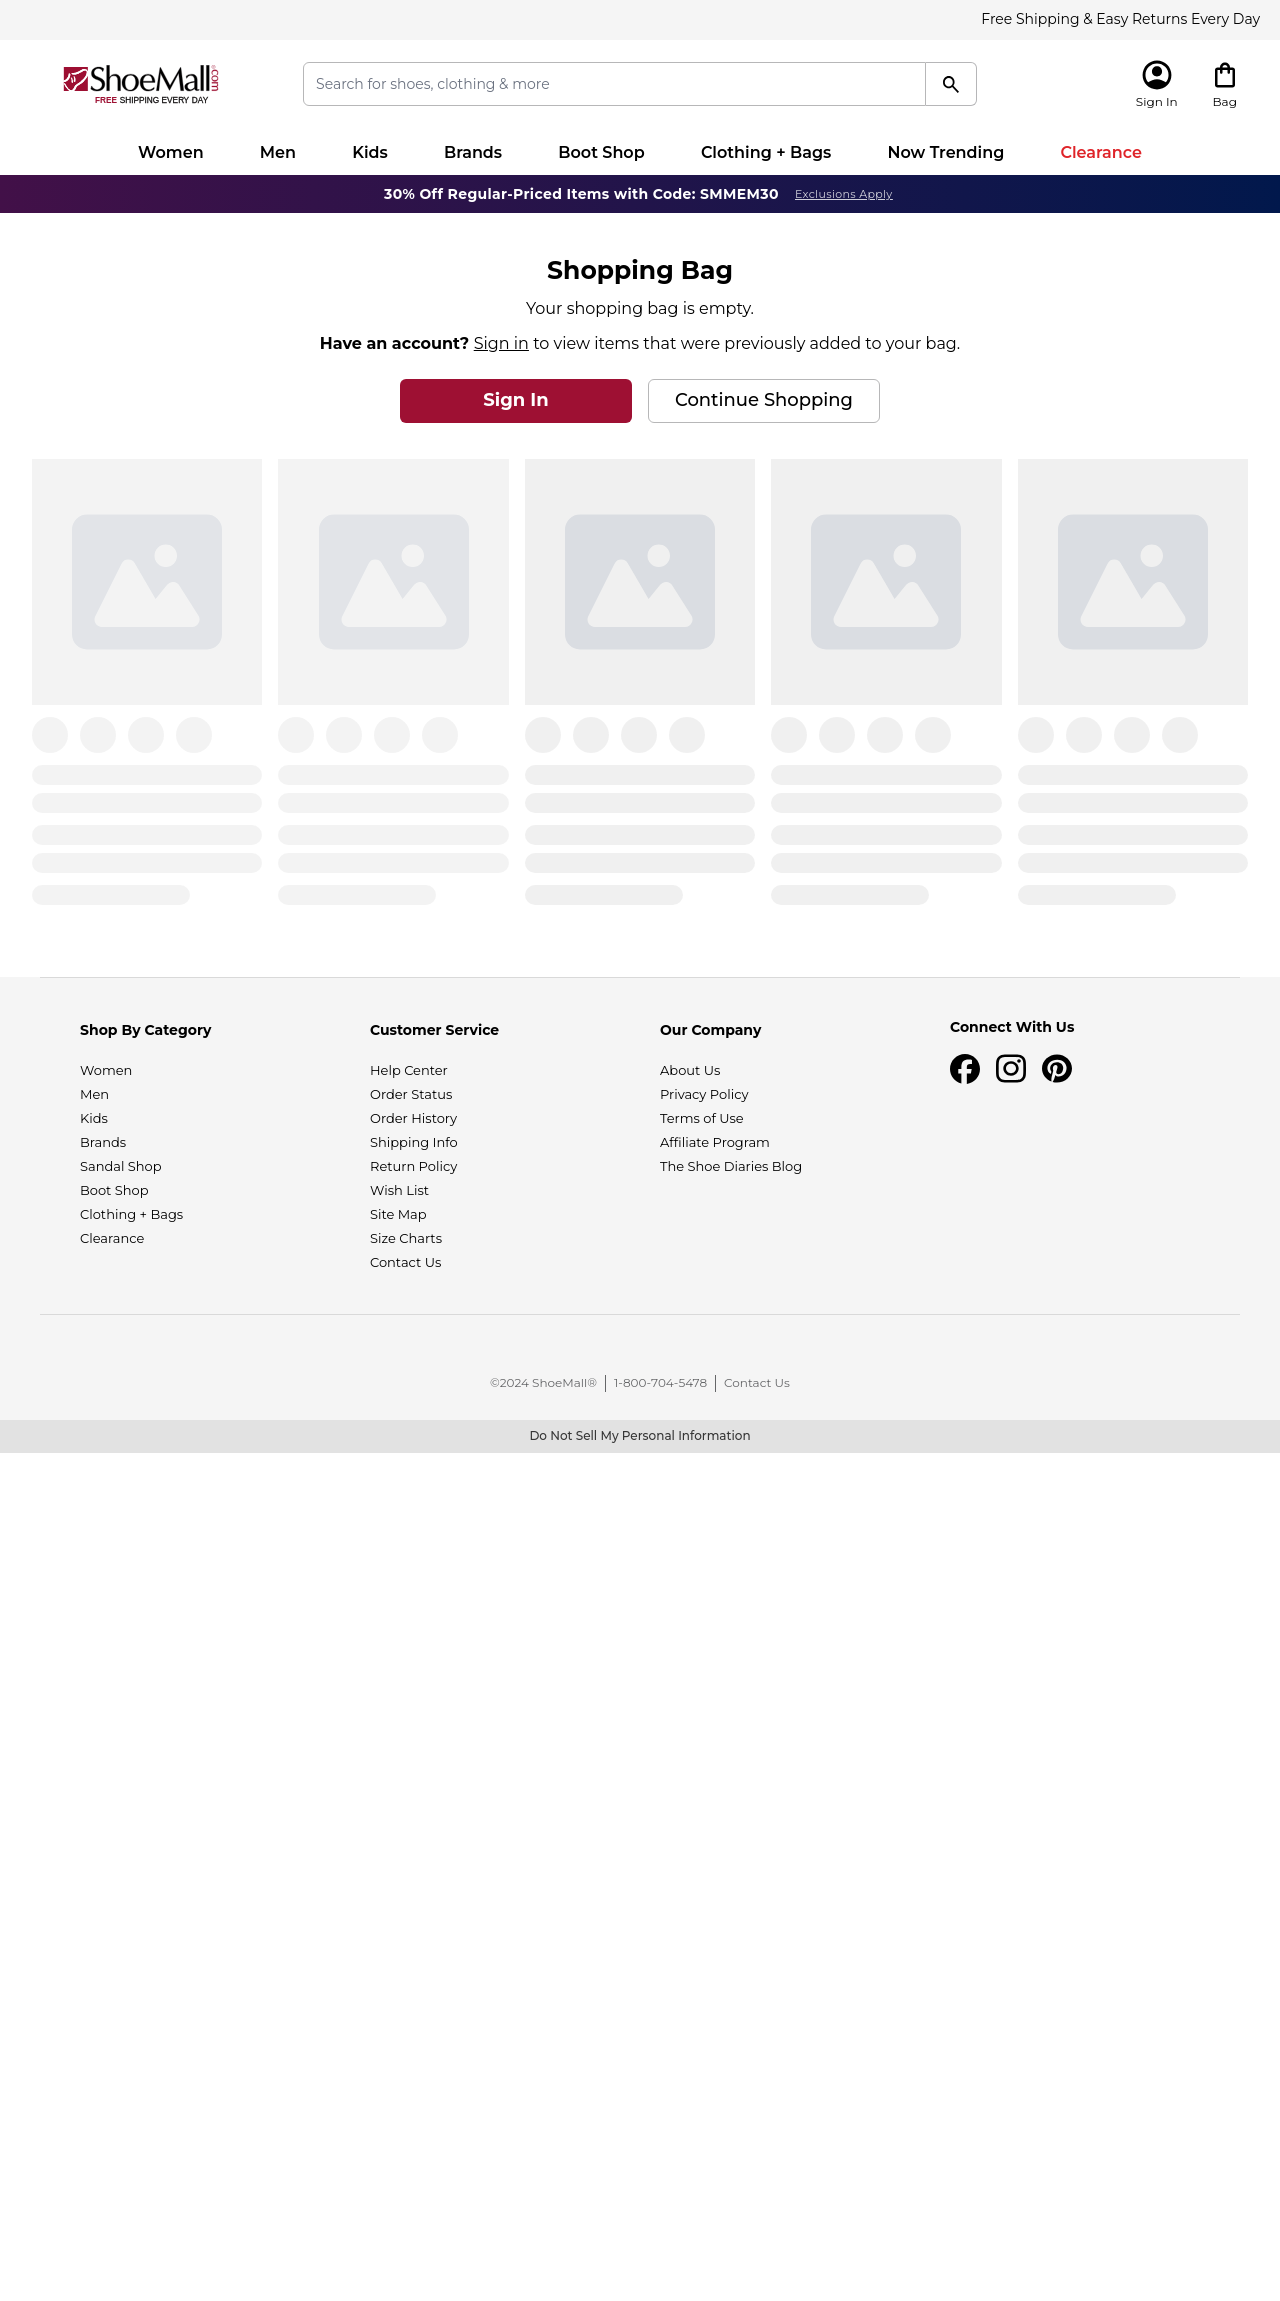 Free Shipping & Easy Returns Every Day
ShoeMall®.com
FREE SHIPPING EVERY DAY
Search for shoes, clothing & more
Sign In
Bag
Women
Men
Kids
Brands
Boot Shop
Clothing + Bags
Now Trending
Clearance
30% Off Regular-Priced Items with Code: SMMEM30 Exclusions Apply
Shopping Bag
Your shopping bag is empty.
Have an account? Sign in to view items that were previously added to your bag.
Sign In
Continue Shopping
Shop By Category
Women
Men
Kids
Brands
Sandal Shop
Boot Shop
Clothing + Bags
Clearance
Customer Service
Help Center
Order Status
Order History
Shipping Info
Return Policy
Wish List
Site Map
Size Charts
Contact Us
Our Company
About Us
Privacy Policy
Terms of Use
Affiliate Program
The Shoe Diaries Blog
Connect With Us
©2024 ShoeMall®
1-800-704-5478
Contact Us
Do Not Sell My Personal Information